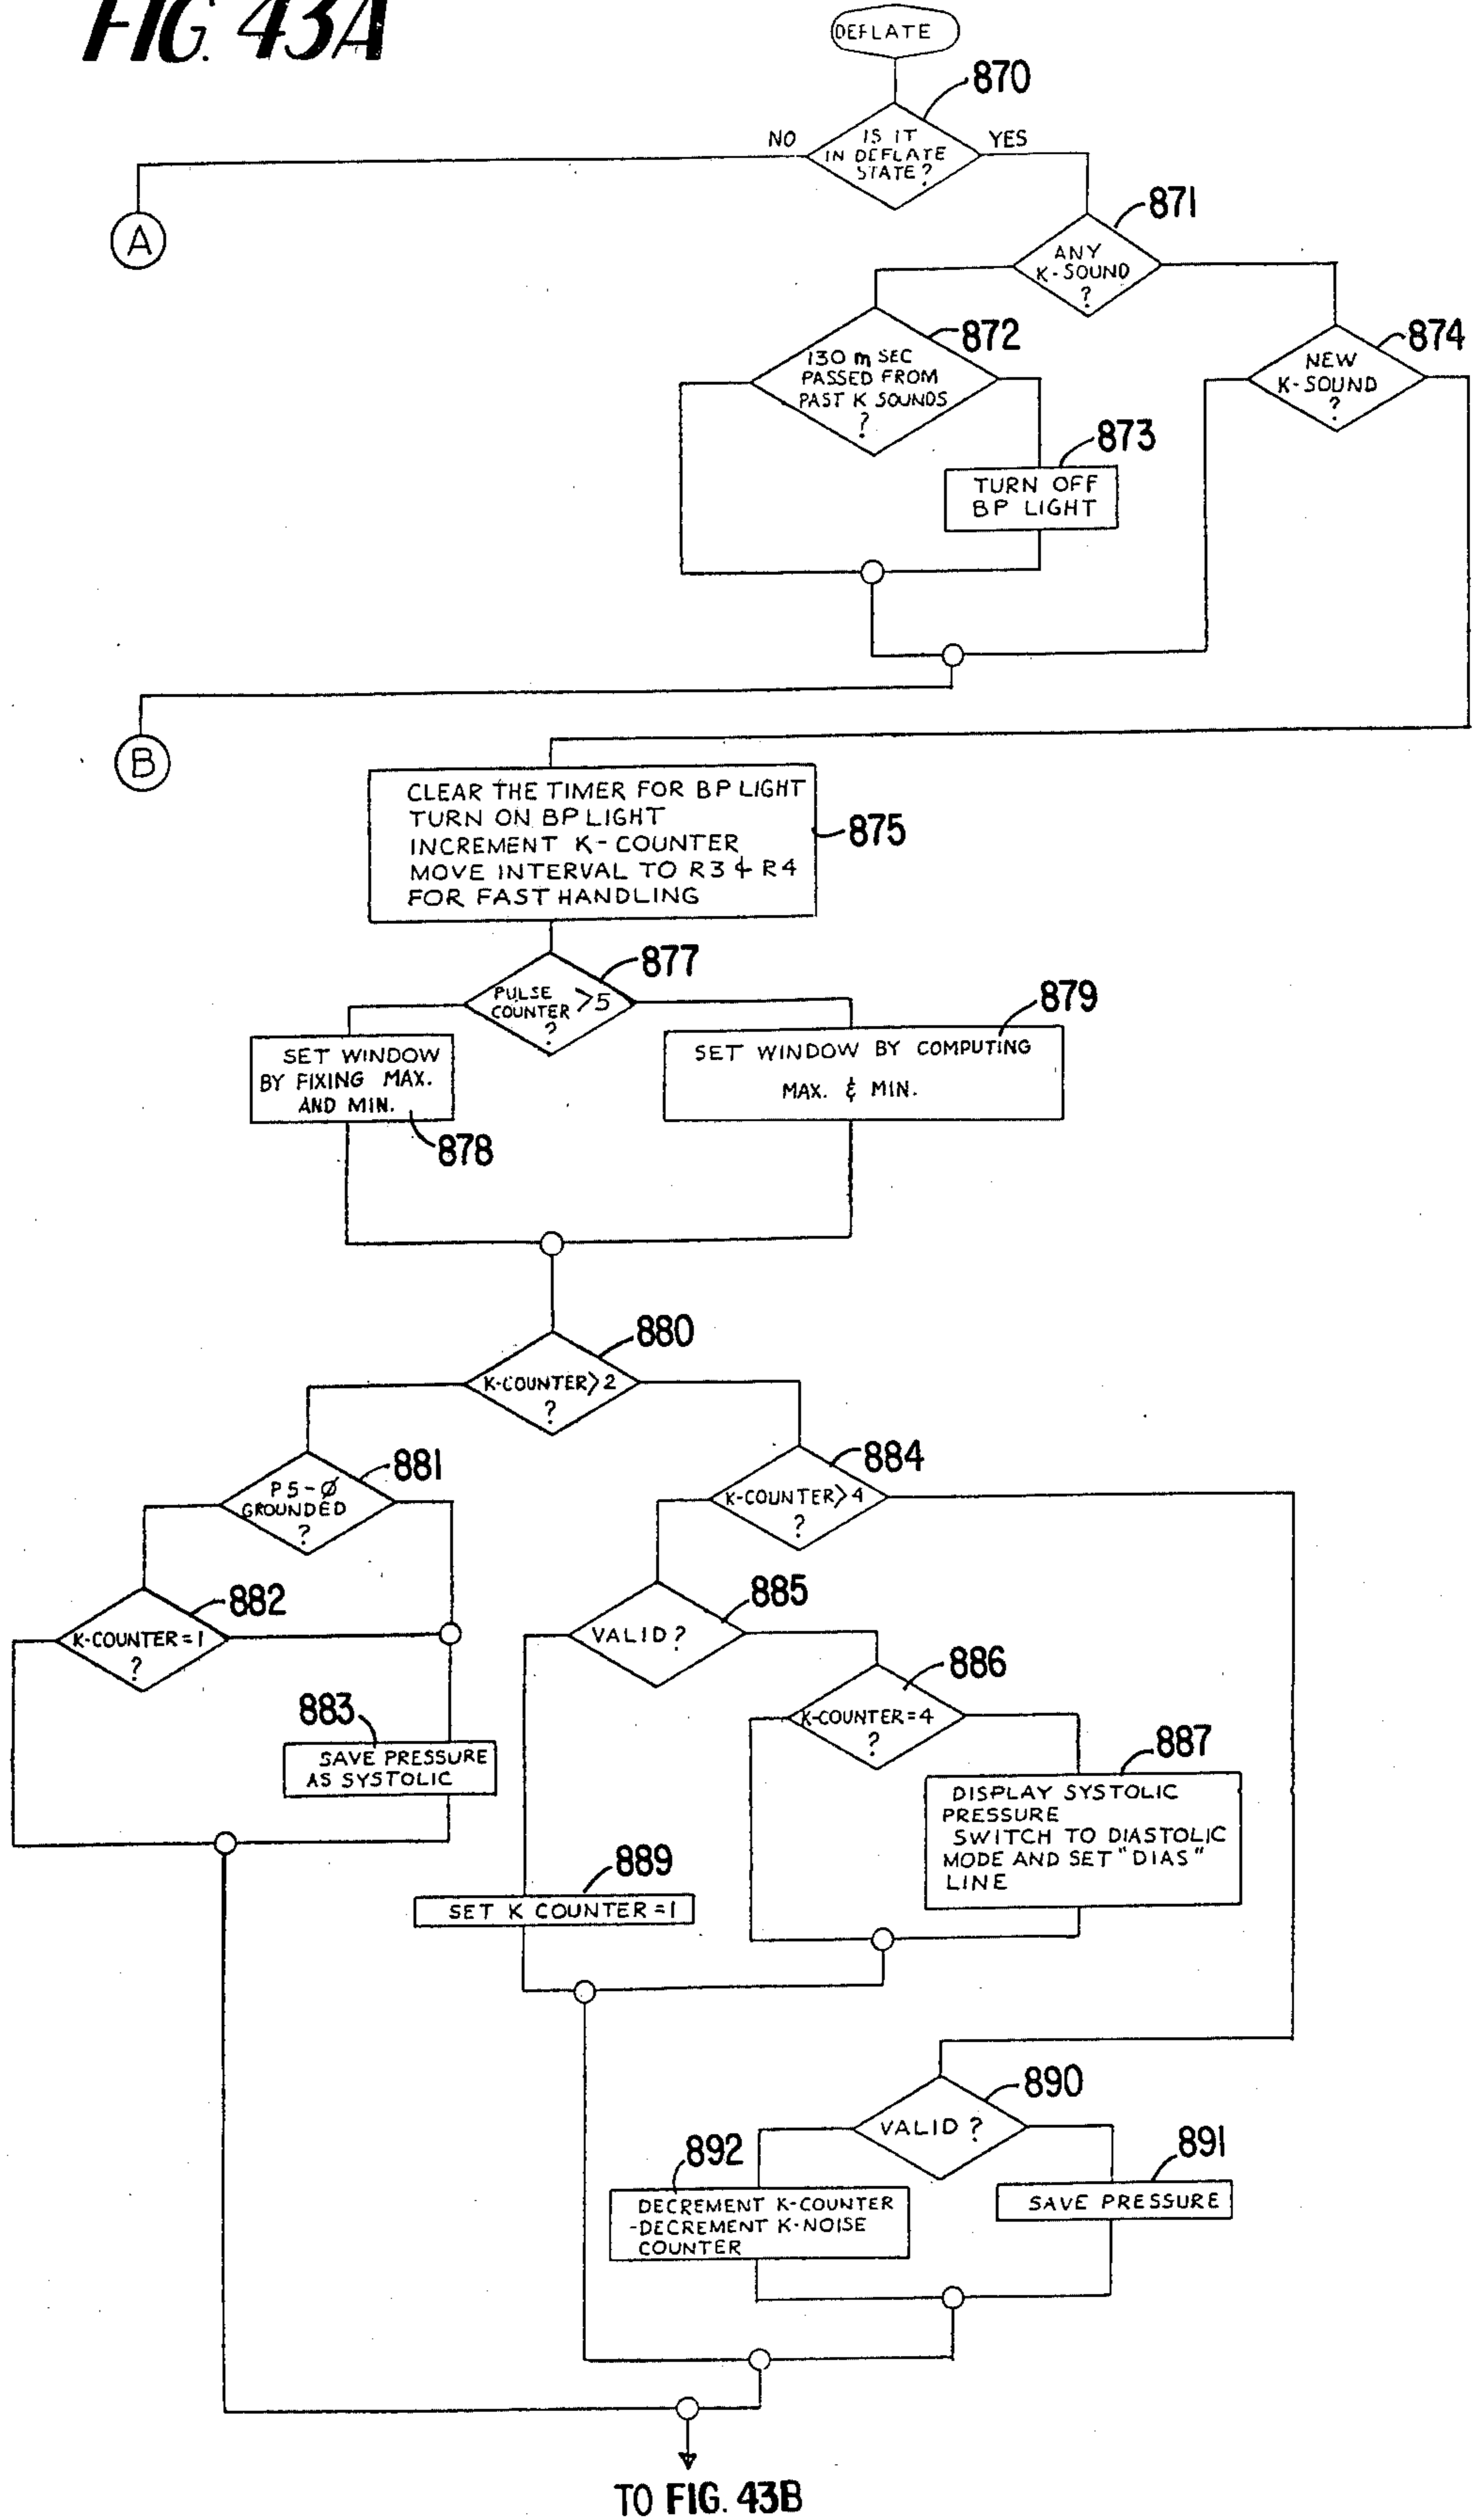 FIG. 43A
DEFLATE
870
NO
IS IT
IN DEFLATE
STATE?
YES
A
871
ANY
K-SOUND
?
872
130 m SEC
PASSED FROM
PAST K SOUNDS
?
874
NEW
K-SOUND
?
873
TURN OFF
BP LIGHT
B
CLEAR THE TIMER FOR BP LIGHT
TURN ON BP LIGHT
INCREMENT K-COUNTER
MOVE INTERVAL TO R3 & R4
FOR FAST HANDLING
875
877
PULSE
COUNTER >5
?
879
SET WINDOW
BY FIXING MAX.
AND MIN.
878
SET WINDOW BY COMPUTING
MAX. & MIN.
880
K-COUNTER>2
?
881
P5-Ø
GROUNDED
?
884
K-COUNTER>4
?
882
K-COUNTER=1
?
885
VALID?
886
K-COUNTER=4
?
883
SAVE PRESSURE
AS SYSTOLIC
887
DISPLAY SYSTOLIC
PRESSURE
SWITCH TO DIASTOLIC
MODE AND SET "DIAS"
LINE
889
SET K COUNTER=1
890
VALID?
892
DECREMENT K-COUNTER
-DECREMENT K-NOISE
COUNTER
891
SAVE PRESSURE
TO FIG. 43B